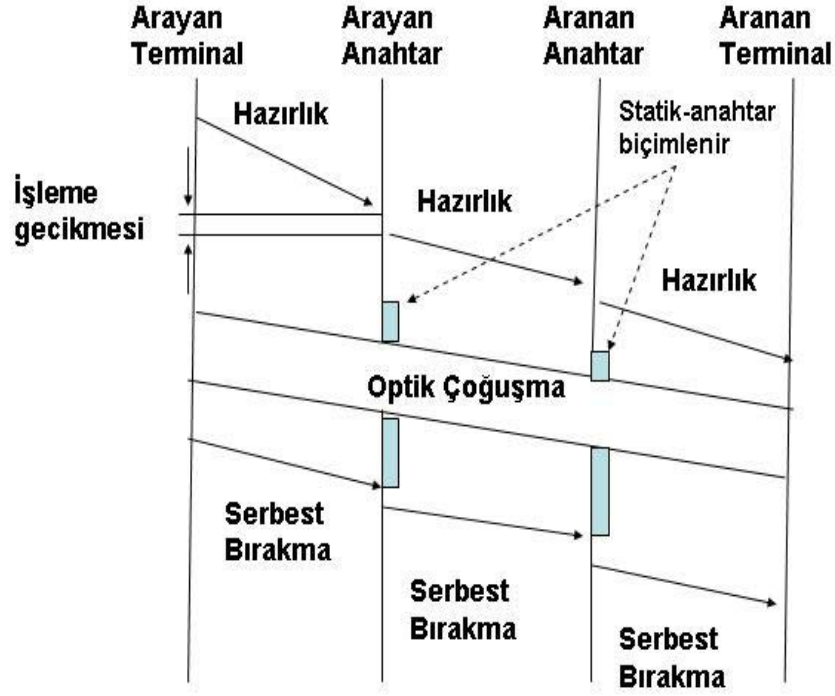 Arayan
Terminal
Arayan
Anahtar
Aranan
Anahtar
Aranan
Terminal
Hazırlık
Statik-anahtar
biçimlenir
İşleme
gecikmesi
Hazırlık
Hazırlık
Optik Çoğuşma
Serbest
Bırakma
Serbest
Bırakma
Serbest
Bırakma